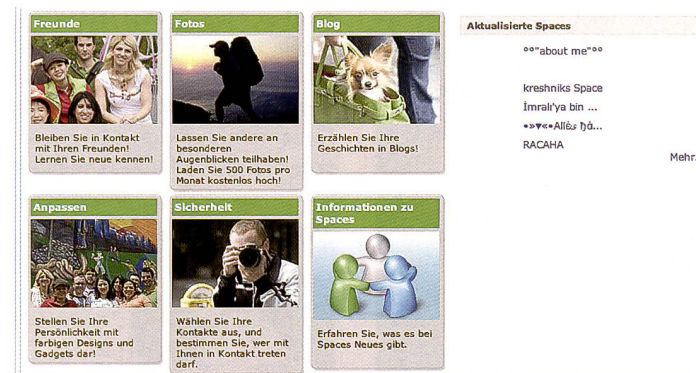 Freunde
Bleiben Sie in Kontakt
mit Ihren Freunden!
Lernen Sie neue kennen!
Fotos
Lassen Sie andere an
besonderen
Augenblicken teilhaben!
Laden Sie 500 Fotos pro
Monat kostenlos hoch!
Blog
Erzählen Sie Ihre
Geschichten in Blogs!
Anpassen
Stellen Sie Ihre
Persönlichkeit mit
farbigen Designs und
Gadgets dar!
Sicherheit
Wählen Sie Ihre
Kontakte aus, und
bestimmen Sie, wer mit
Ihnen in Kontakt treten
darf.
Informationen zu
Spaces
Erfahren Sie, was es bei
Spaces Neues gibt.
Aktualisierte Spaces
°°"about me"°°
kreshniks Space
İmralı'ya bin ...
RACAHA
Mehr.